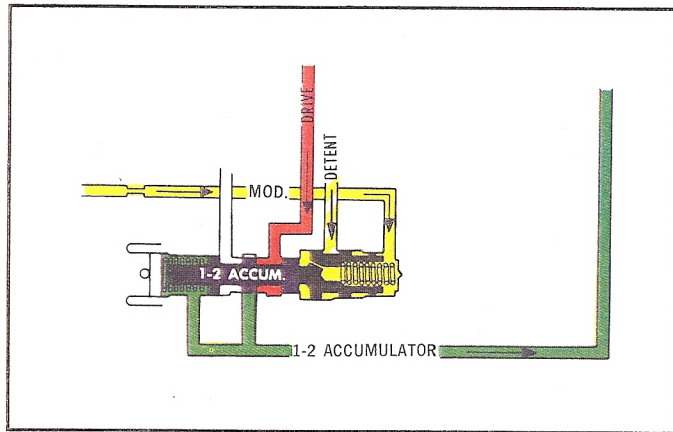 DRIVE
DETENT
MOD.
1-2 ACCUM.
1-2 ACCUMULATOR